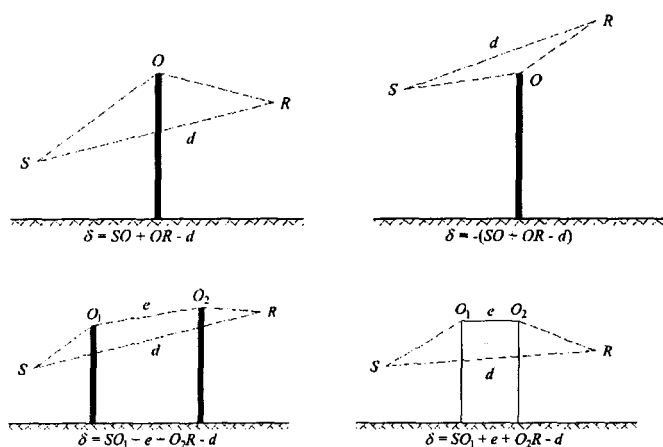 O
S
R
d
δ = SO + OR - d
R
d
S
O
δ = -(SO + OR - d)
O₁
e
O₂
R
S
d
δ = SO₁ - e - O₂R - d
O₁
e
O₂
S
d
R
δ = SO₁ + e + O₂R - d